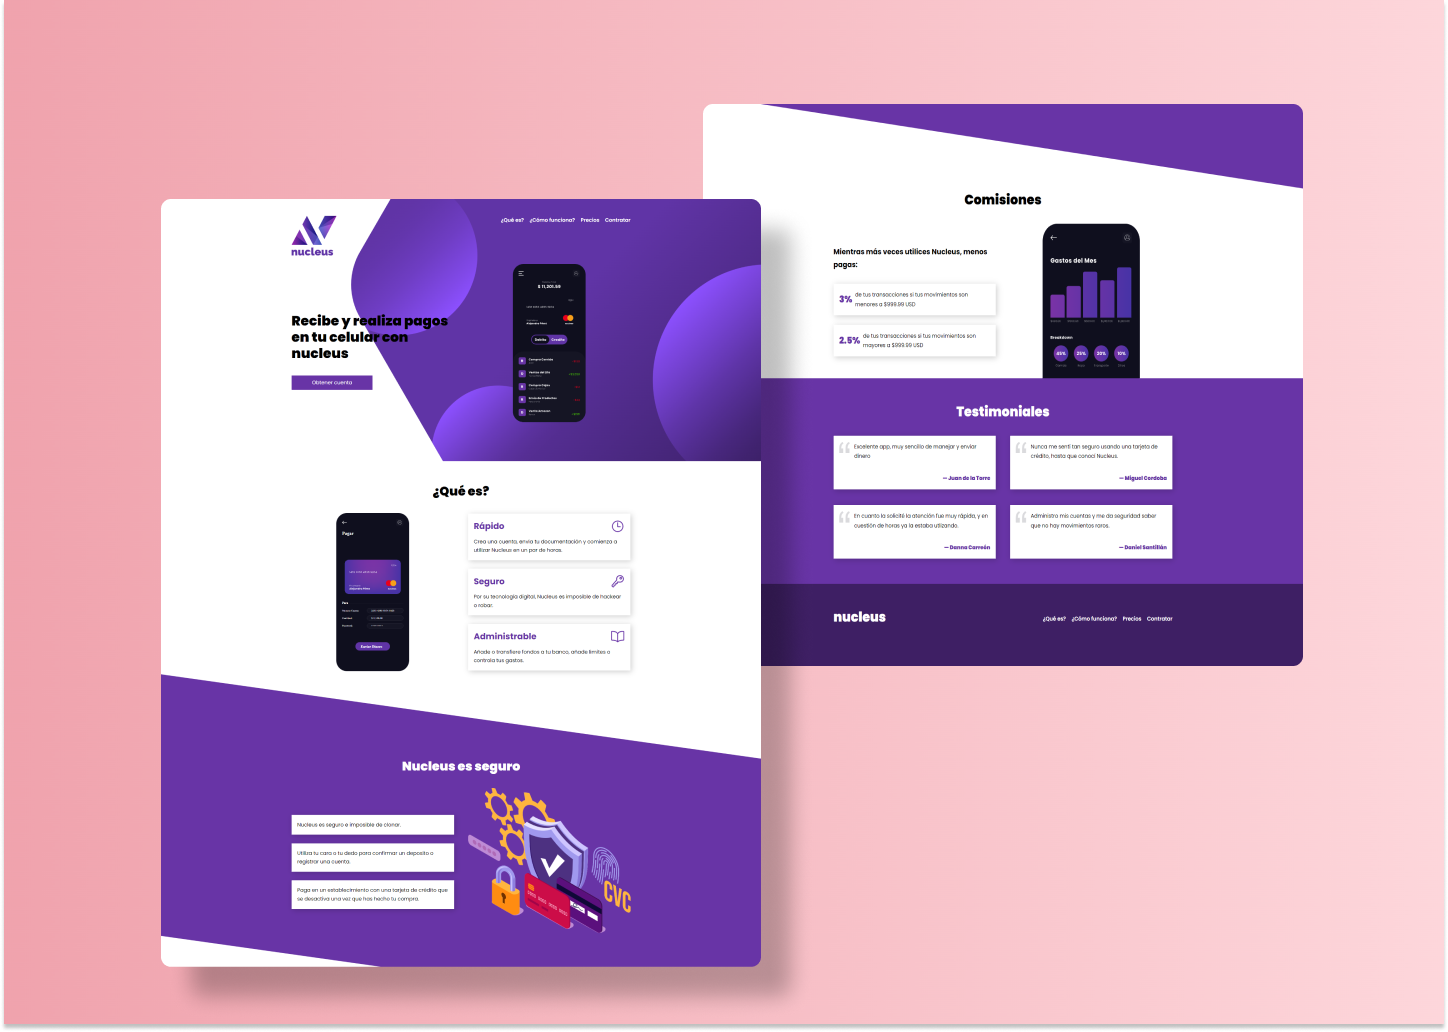 nucleus
¿Qué es? ¿Cómo funciona? Precios Contratar
Recibe y realiza pagos
en tu celular con
nucleus
Obtener cuenta
$ 11,201.59
Debito Credito
¿Qué es?
Pagar
Enviar Dinero
Rápido
Crea una cuenta, envia tu documentación y comienza a
utilizar Nucleus en un par de horas.
Seguro
Por su tecnología digital, Nucleus es imposible de hackear
o robar.
Administrable
Añade o transfiere fondos a tu banco, añade limites o
controla tus gastos.
Nucleus es seguro
Nucleus es seguro e imposible de clonar.
Utiliza tu cara o tu dedo para confirmar un deposito o
registrar una cuenta.
Paga en un establecimiento con una tarjeta de crédito que
se desactiva una vez que has hecho tu compra.
CVC
Comisiones
Mientras más veces utilices Nucleus, menos
pagas:
3% de tus transacciones si tus movimientos son
menores a $999.99 USD
2.5% de tus transacciones si tus movimientos son
mayores a $999.99 USD
Gastos del Mes
Breakdown
45% 25% 20% 10%
Testimoniales
Excelente app, muy sencillo de manejar y enviar
dinero
— Juan de la Torre
Nunca me senti tan seguro usando una tarjeta de
crédito, hasta que conocí Nucleus.
— Miguel Cordoba
En cuanto la solicité la atención fue muy rápida, y en
cuestión de horas ya la estaba utlizando.
— Danna Carreón
Administro mis cuentas y me da seguridad saber
que no hay movimientos raros.
— Daniel Santillán
nucleus
¿Qué es? ¿Cómo funciona? Precios Contratar